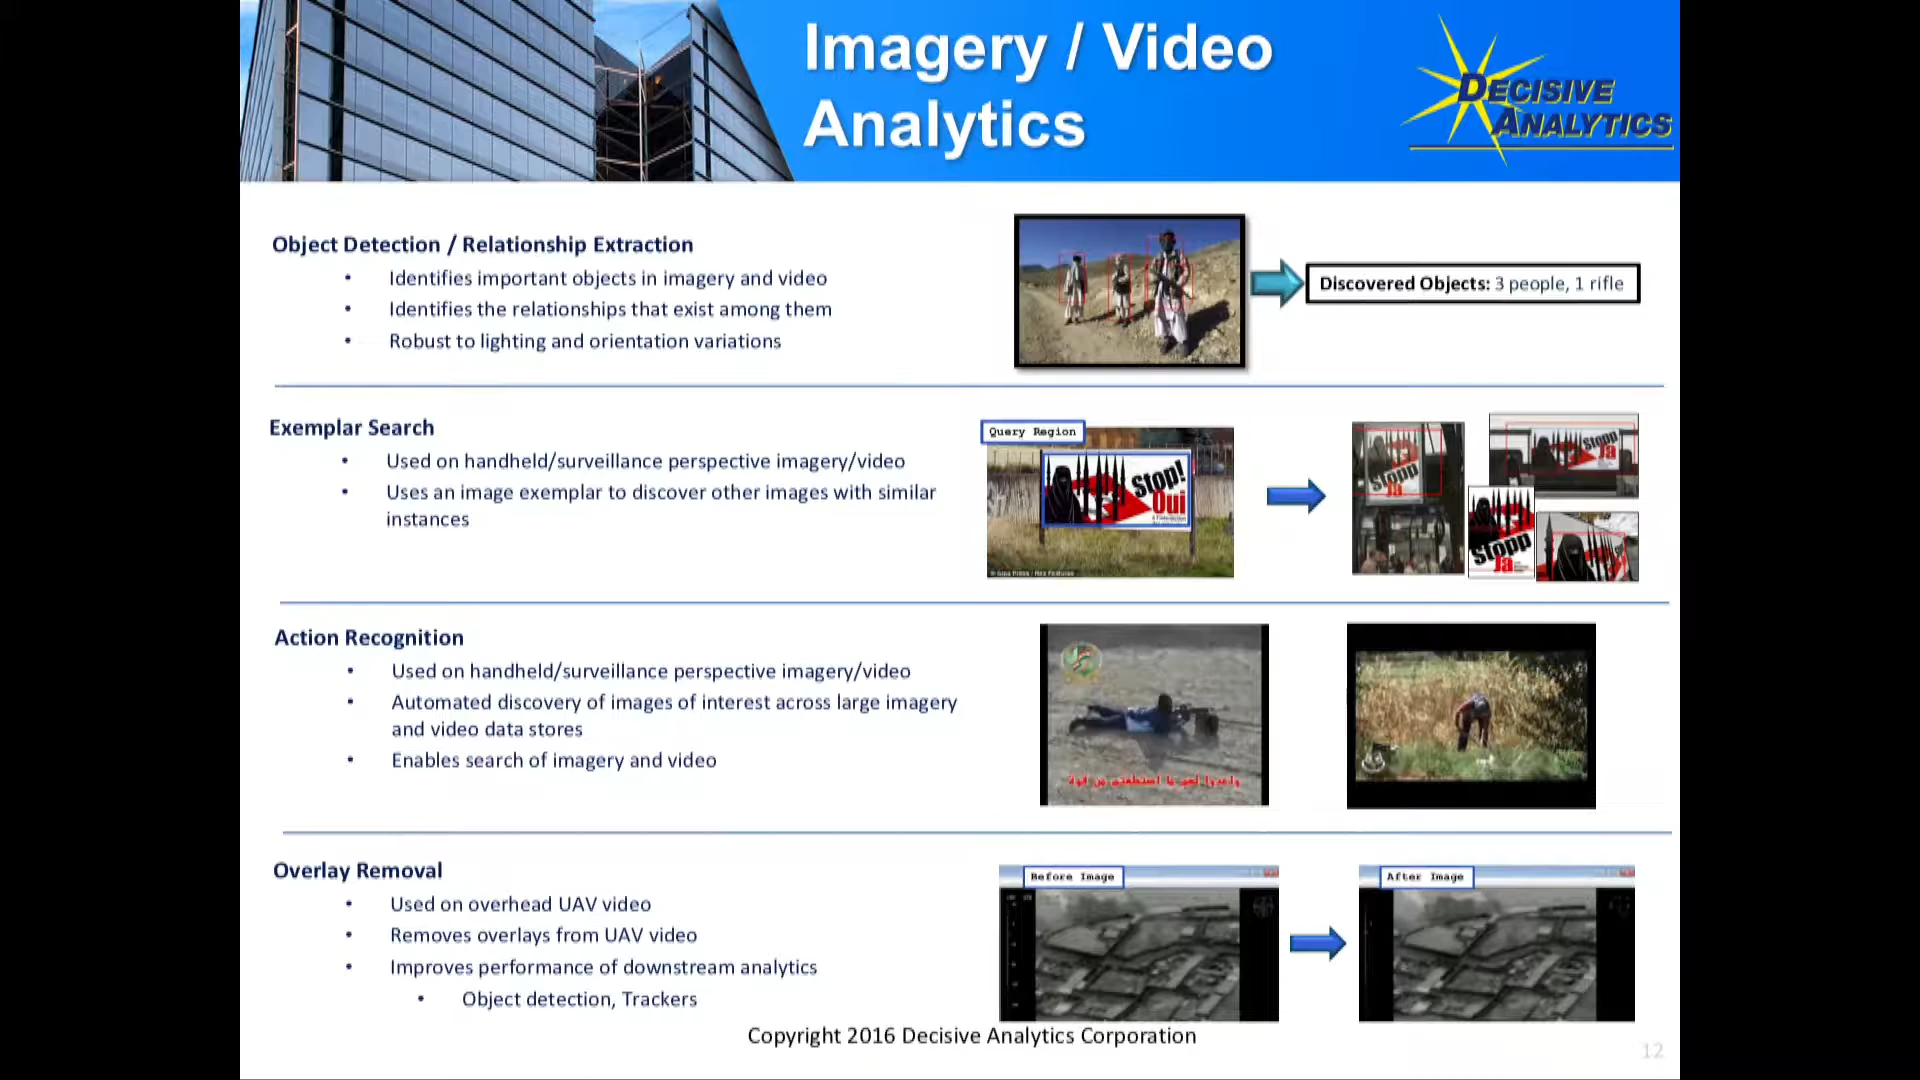 Imagery / Video
Analytics
DECISIVE
ANALYTICS
Object Detection / Relationship Extraction
• Identifies important objects in imagery and video
• Identifies the relationships that exist among them
• Robust to lighting and orientation variations
Discovered Objects: 3 people, 1 rifle
Exemplar Search
• Used on handheld/surveillance perspective imagery/video
• Uses an image exemplar to discover other images with similar
instances
Query Region
Stop!
Oui
Stopp
Ja
Stopp
Ja
Stopp
Ja
Action Recognition
• Used on handheld/surveillance perspective imagery/video
• Automated discovery of images of interest across large imagery
and video data stores
• Enables search of imagery and video
Overlay Removal
• Used on overhead UAV video
• Removes overlays from UAV video
• Improves performance of downstream analytics
• Object detection, Trackers
Before Image
After Image
Copyright 2016 Decisive Analytics Corporation
12